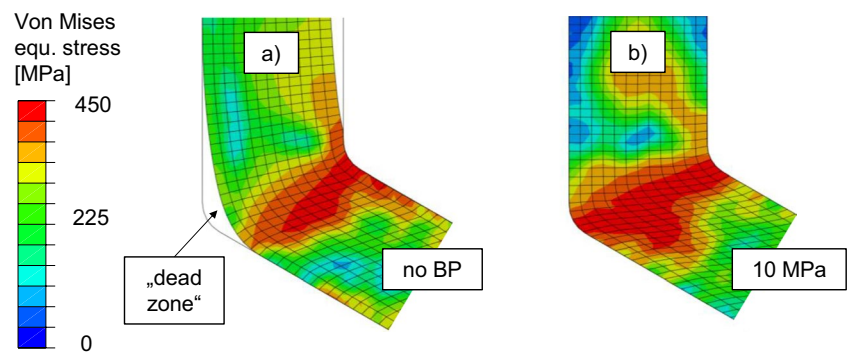 Von Mises
equ. stress
[MPa]
450
225
0
a)
„dead
zone“
no BP
b)
10 MPa